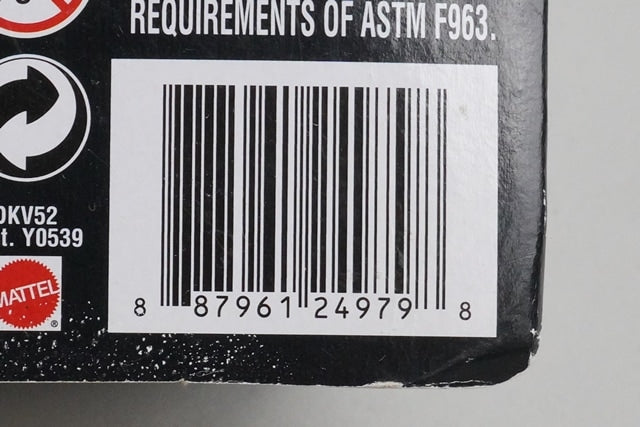 REQUIREMENTS OF ASTM F963.
DKV52
t. Y0539
MATTEL
®
8 87961 24979 8